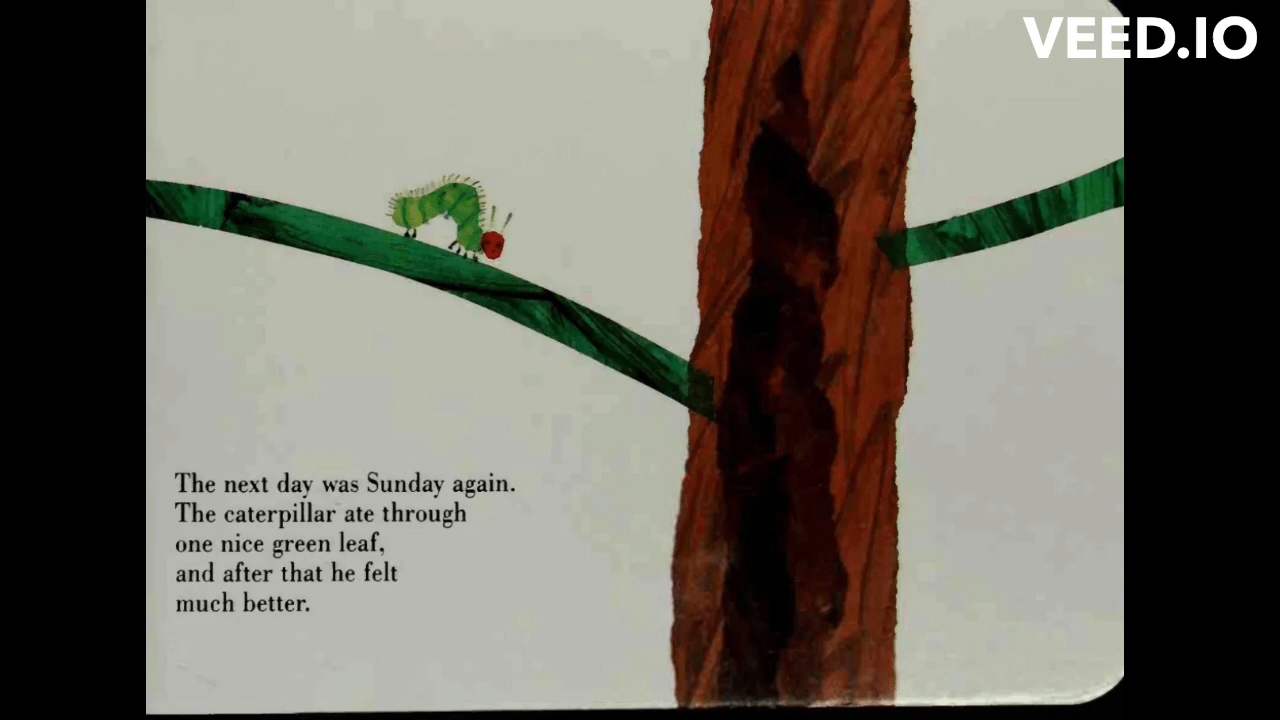 VEED.IO
The next day was Sunday again.
The caterpillar ate through
one nice green leaf,
and after that he felt
much better.